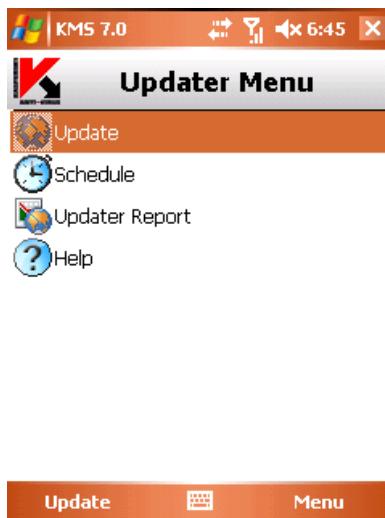 KMS 7.0 6:45
Updater Menu
Update
Schedule
Updater Report
? Help
Update Menu